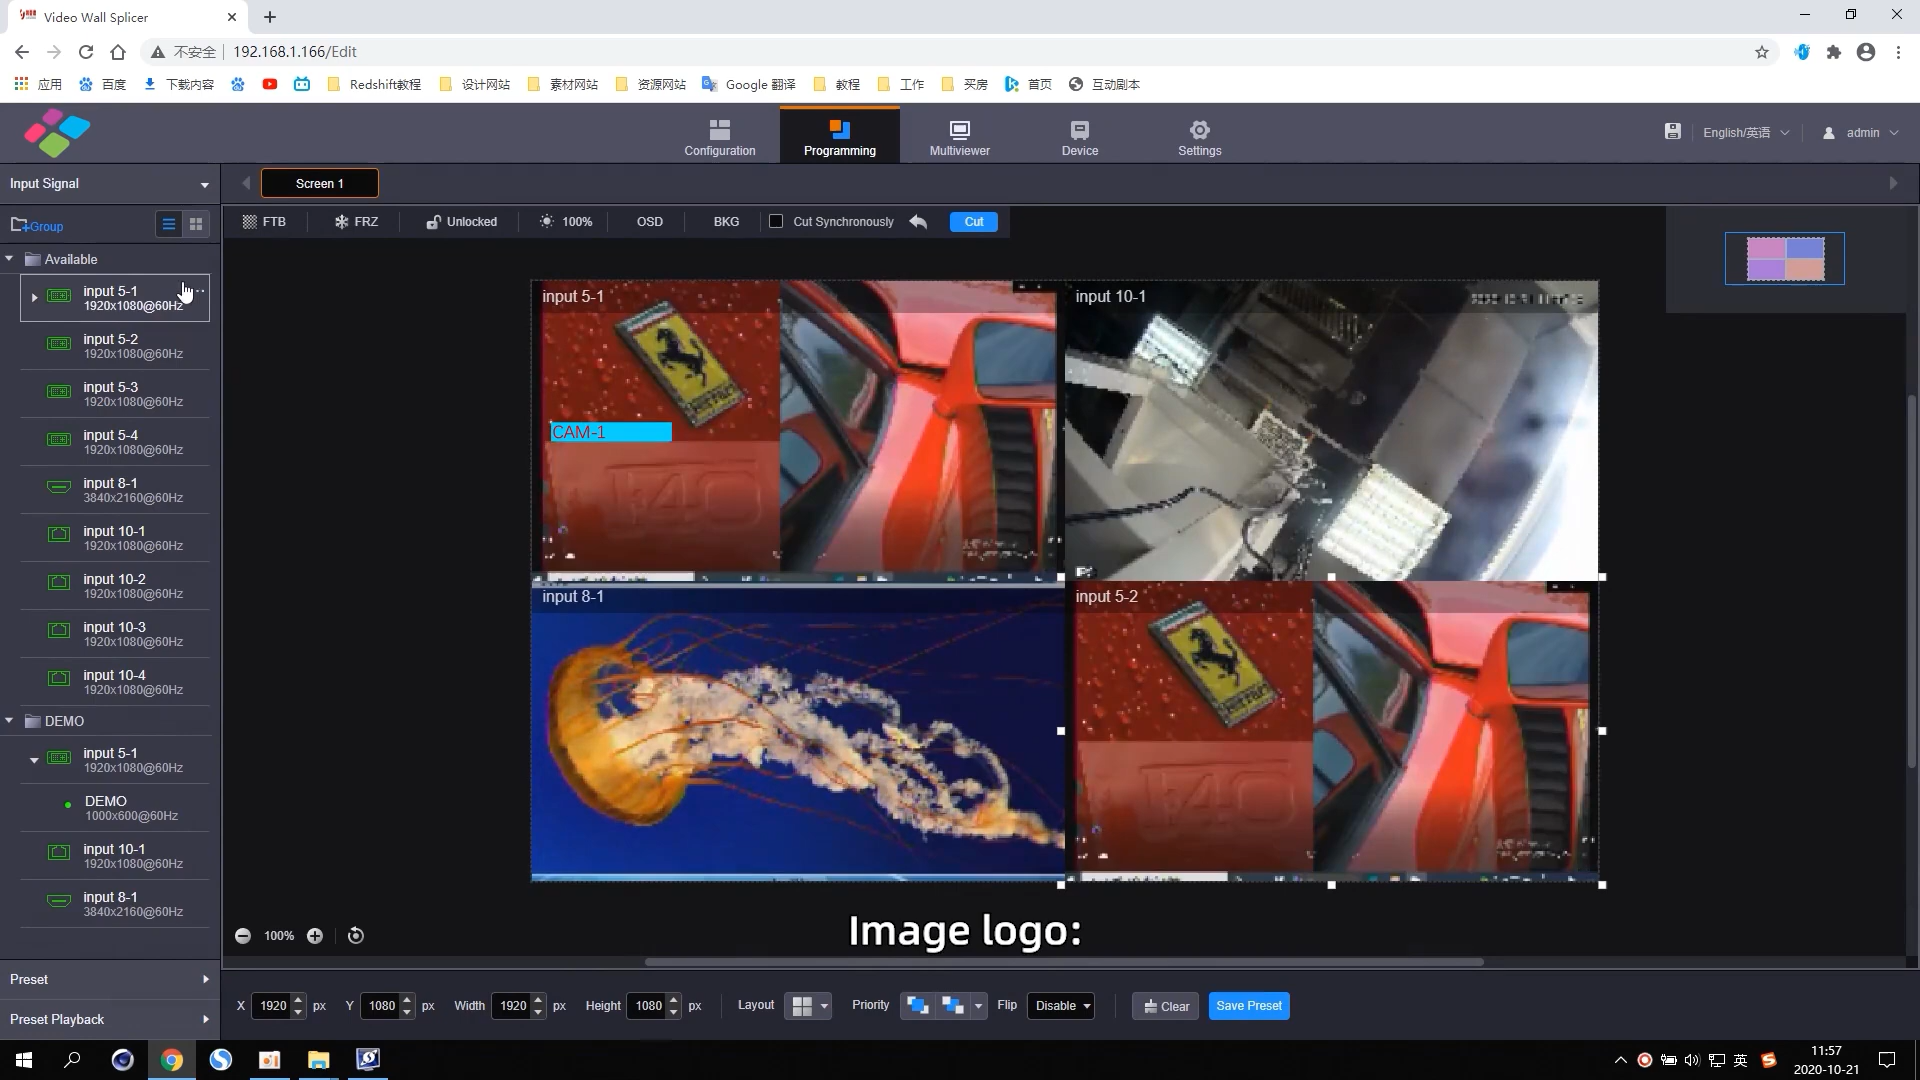 Video Wall Splicer
不安全
192.168.1.166/Edit
应用
百度
下载内容
Redshift教程
设计网站
素材网站
资源网站
Google 翻译
教程
工作
买房
首页
互动剧本
Configuration
Programming
Multiviewer
Device
Settings
English/英语
admin
Input Signal
Screen 1
Group
FTB
FRZ
Unlocked
100%
OSD
BKG
Cut Synchronously
Cut
Available
input 5-1
1920x1080@60Hz
input 5-2
1920x1080@60Hz
input 5-3
1920x1080@60Hz
input 5-4
1920x1080@60Hz
input 8-1
3840x2160@60Hz
input 10-1
1920x1080@60Hz
input 10-2
1920x1080@60Hz
input 10-3
1920x1080@60Hz
input 10-4
1920x1080@60Hz
DEMO
input 5-1
1920x1080@60Hz
DEMO
1000x600@60Hz
input 10-1
1920x1080@60Hz
input 8-1
3840x2160@60Hz
input 5-1
CAM-1
F40
input 10-1
input 8-1
input 5-2
F40
Image logo:
100%
Preset
Preset Playback
X 1920 px
Y 1080 px
Width 1920 px
Height 1080 px
Layout
Priority
Flip
Disable
Clear
Save Preset
英
11:57
2020-10-21